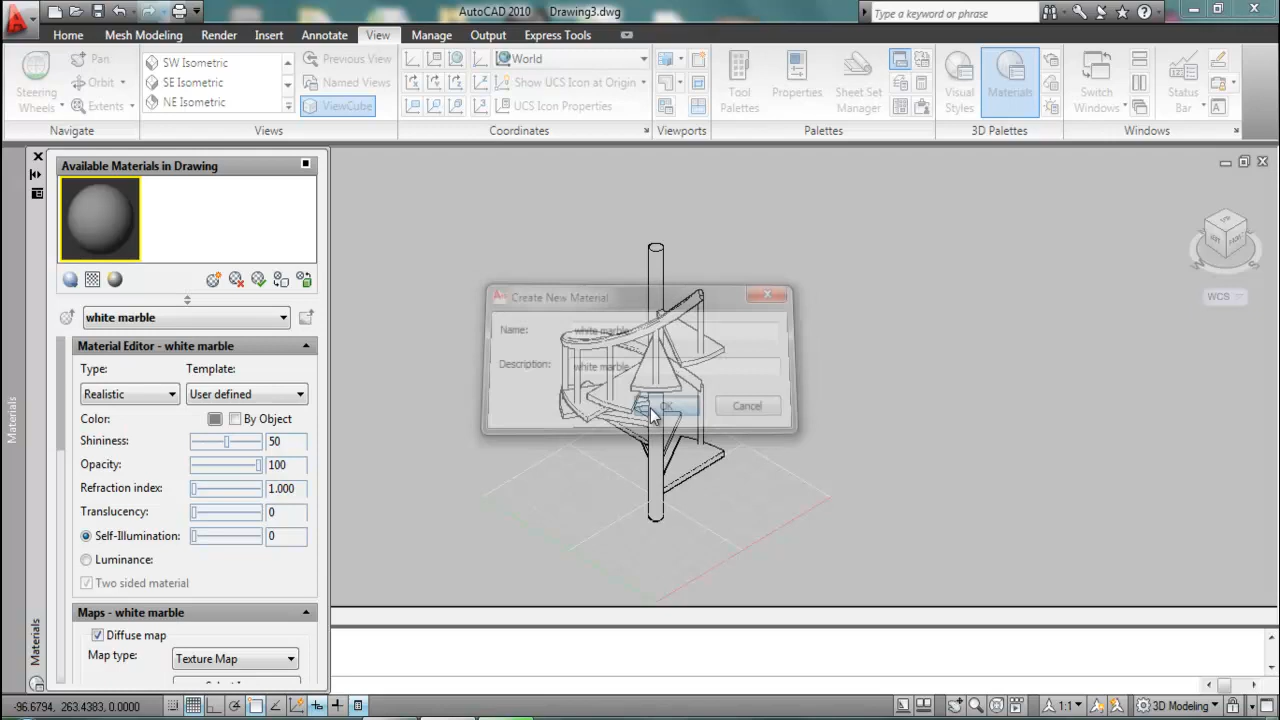 AutoCAD 2010 Drawing3.dwg
Type a keyword or phrase
Home Mesh Modeling Render Insert Annotate View Manage Output Express Tools
Steering Wheels
Pan
Orbit
Extents
Navigate
SW Isometric
SE Isometric
NE Isometric
Previous View
Named Views
ViewCube
Views
World
Show UCS Icon at Origin
UCS Icon Properties
Coordinates
Viewports
Tool Palettes
Properties
Sheet Set Manager
Palettes
Visual Styles
Materials
3D Palettes
Switch Windows
Windows
Status Bar
Available Materials in Drawing
white marble
Material Editor - white marble
Type: Template:
Realistic User defined
Color: By Object
Shininess: 50
Opacity: 100
Refraction index: 1.000
Translucency: 0
Self-Illumination: 0
Luminance:
Two sided material
Maps - white marble
Diffuse map
Map type: Texture Map
Materials
Materials
Create New Material
Name: white marble
Description: white marble
OK Cancel
WCS
-96.6794, 263.4383, 0.0000
1:1
3D Modeling